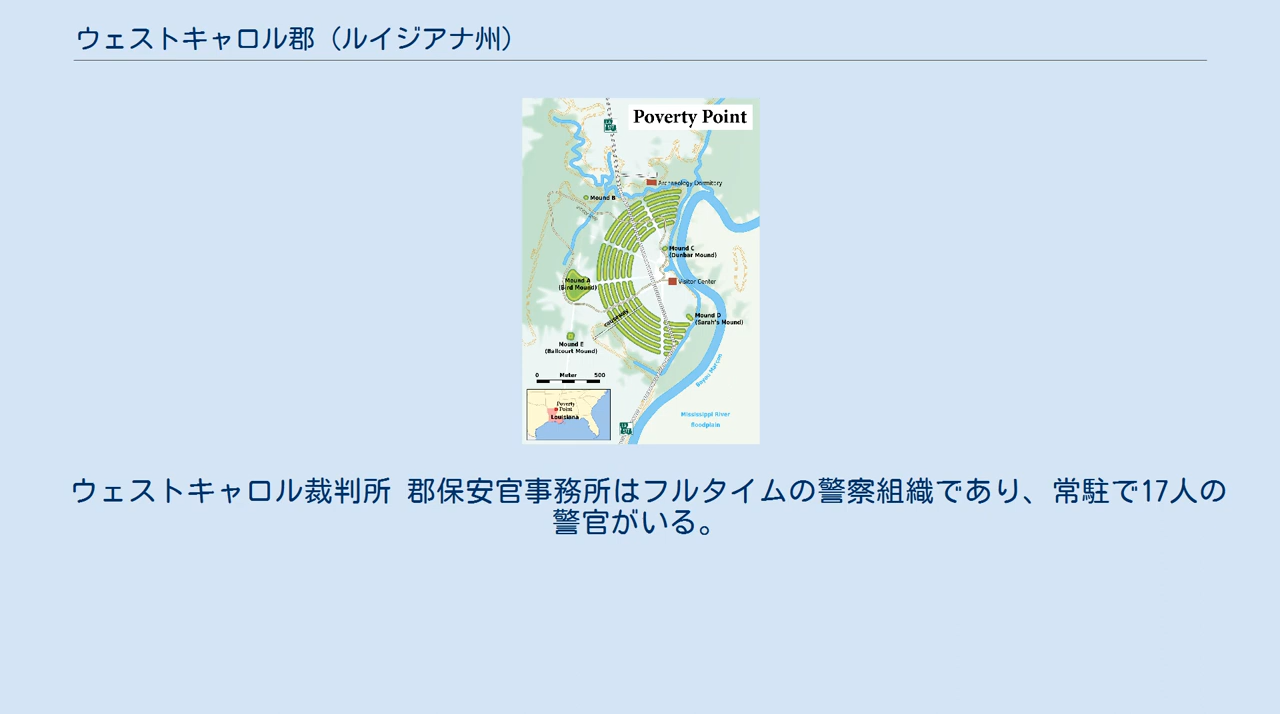 ウェストキャロル郡（ルイジアナ州）
Poverty Point
Archaeology Dormitory
Mound B
Mound C
(Dunbar Mound)
Mound A
(Bird Mound)
Visitor Center
causeway
Mound D
(Sarah's Mound)
Mound E
(Ballcourt Mound)
0 Meter 500
Bayou Macon
Poverty
Point
Louisiana
Mississippi River
floodplain
ウェストキャロル裁判所 郡保安官事務所はフルタイムの警察組織であり、常駐で17人の
警官がいる。